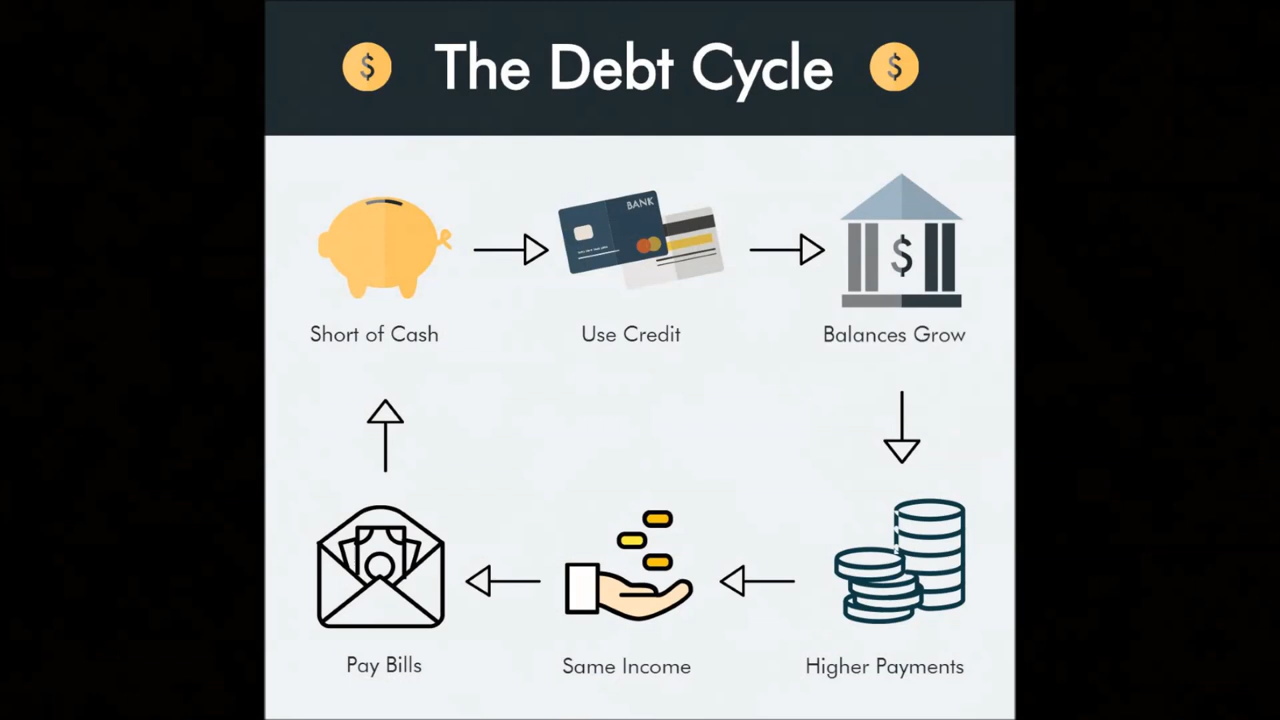 $ The Debt Cycle $
BANK
$
Short of Cash
Use Credit
Balances Grow
Pay Bills
Same Income
Higher Payments